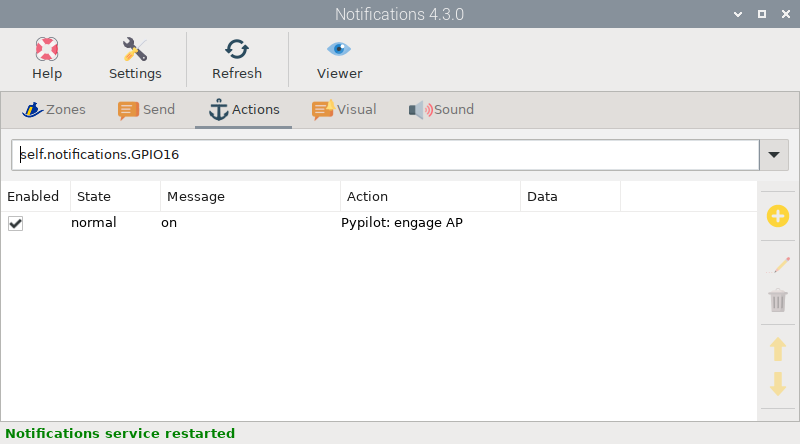 Notifications 4.3.0
Help Settings Refresh Viewer
Zones Send Actions Visual Sound
self.notifications.GPIO16
Enabled State Message Action Data
normal on Pypilot: engage AP
Notifications service restarted